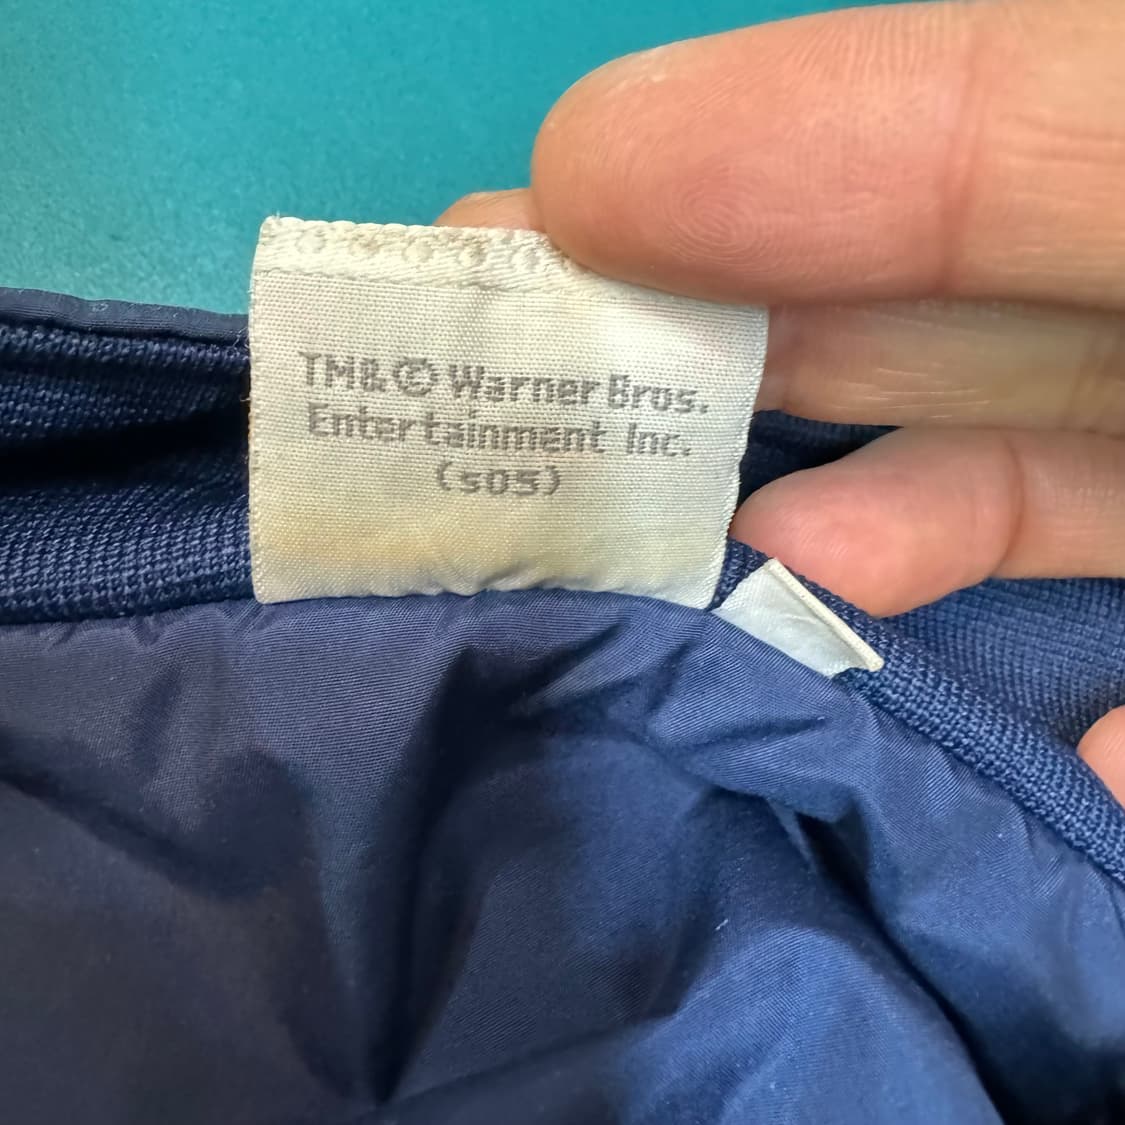 TM & © Warner Bros.
Entertainment Inc.
(s05)